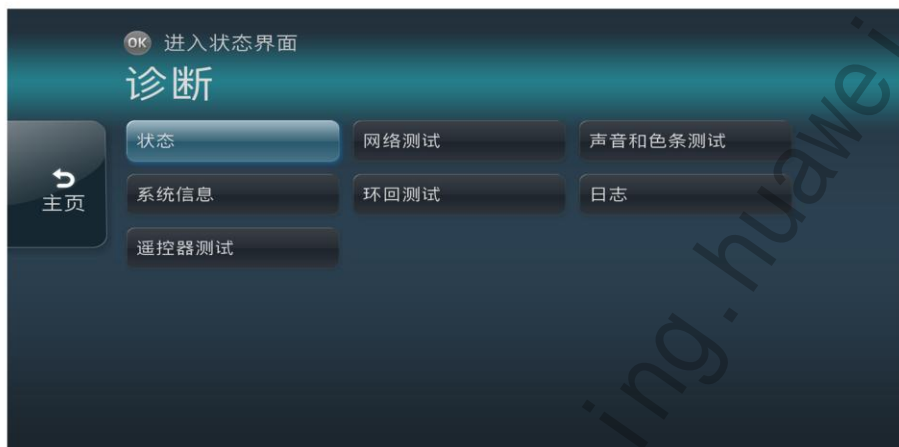 OK 进入状态界面
诊断
状态 网络测试 声音和色条测试
主页
系统信息 环回测试 日志
遥控器测试
ing.huawei